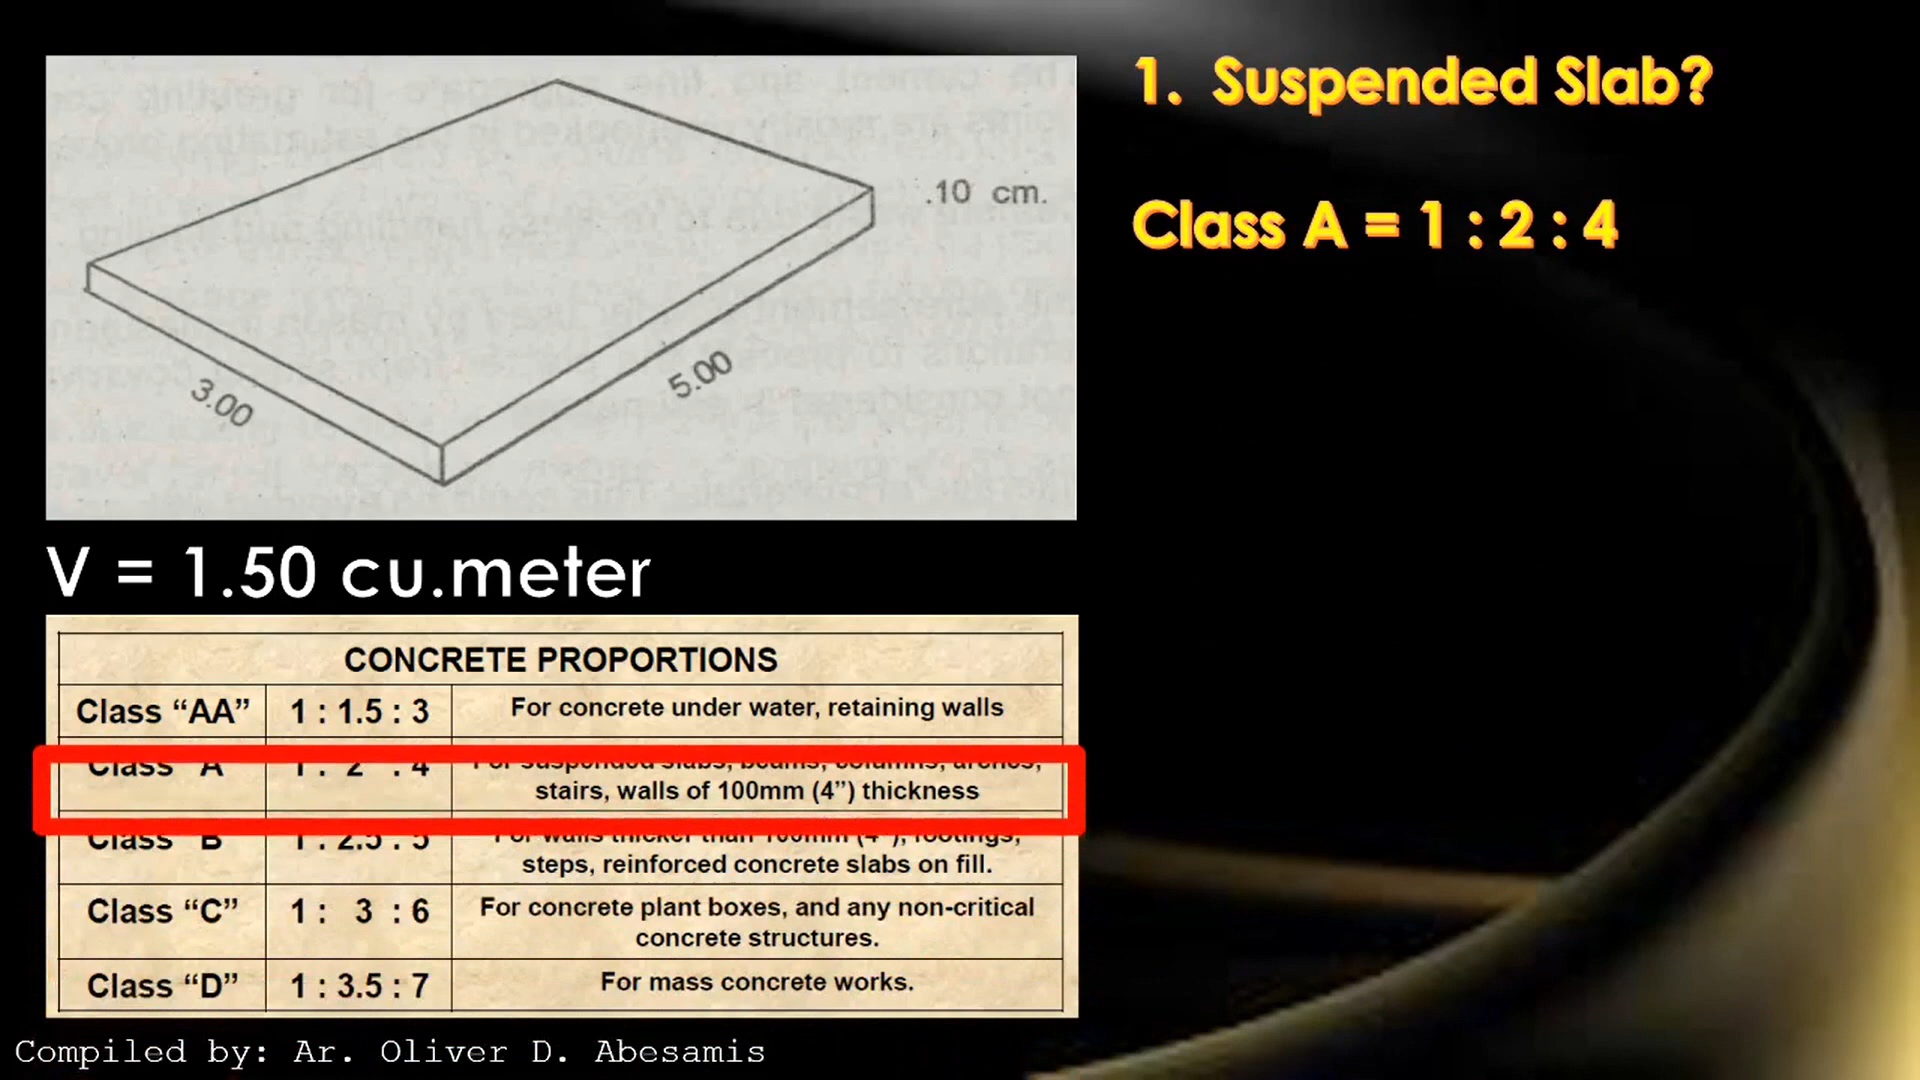 1. Suspended Slab?
Class A = 1 : 2 : 4
.10 cm.
3.00
5.00
V = 1.50 cu.meter
CONCRETE PROPORTIONS
Class “AA” 1 : 1.5 : 3 For concrete under water, retaining walls
Class “A” 1 : 2 : 4 For suspended slabs, beams, columns, arches,
stairs, walls of 100mm (4”) thickness
Class “B” 1 : 2.5 : 5 For walls thicker than 100mm (4”), footings,
steps, reinforced concrete slabs on fill.
Class “C” 1 : 3 : 6 For concrete plant boxes, and any non-critical
concrete structures.
Class “D” 1 : 3.5 : 7 For mass concrete works.
Compiled by: Ar. Oliver D. Abesamis